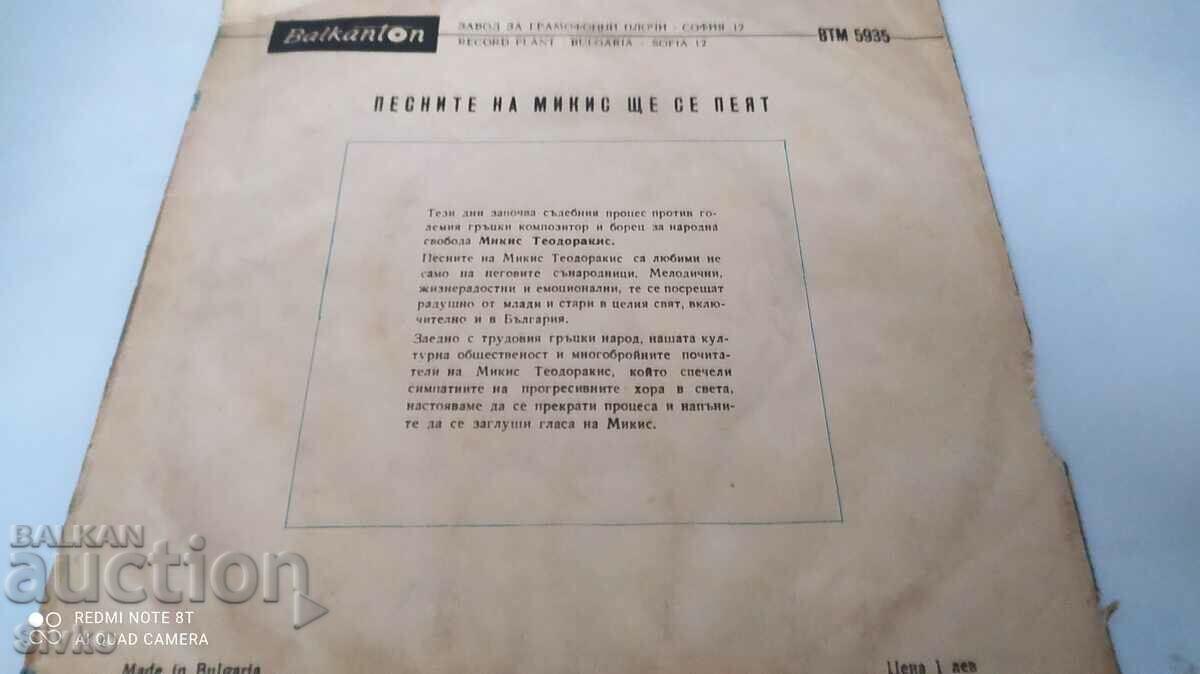 Balkanton
ЗАВОД ЗА ГРАМОФОННИ ПЛОЧИ - СОФИЯ 12
RECORD PLANT - BULGARIA - SOFIA 12
ВТМ 5935
ПЕСНИТЕ НА МИКИС ЩЕ СЕ ПЕЯТ
Тези дни започва съдебния процес против го-
лемия гръцки композитор и борец за народна
свобода Микис Теодоракис.
Песните на Микис Теодоракис са любими не
само на неговите сънародници. Мелодични,
жизнерадостни и емоционални, те се посрещат
радушно от млади и стари в целия свят, вклю-
чително и в България.
Заедно с трудовия гръцки народ, нашата кул-
турна общественост и многобройните почита-
тели на Микис Теодоракис, който спечели
симпатиите на прогресивните хора в света,
настояваме да се прекрати процеса и напъни-
те да се заглуши гласа на Микис.
BALKAN
auction
REDMI NOTE 8T
AI QUAD CAMERA
Sivko
Made in Bulgaria
Цена 1 лев